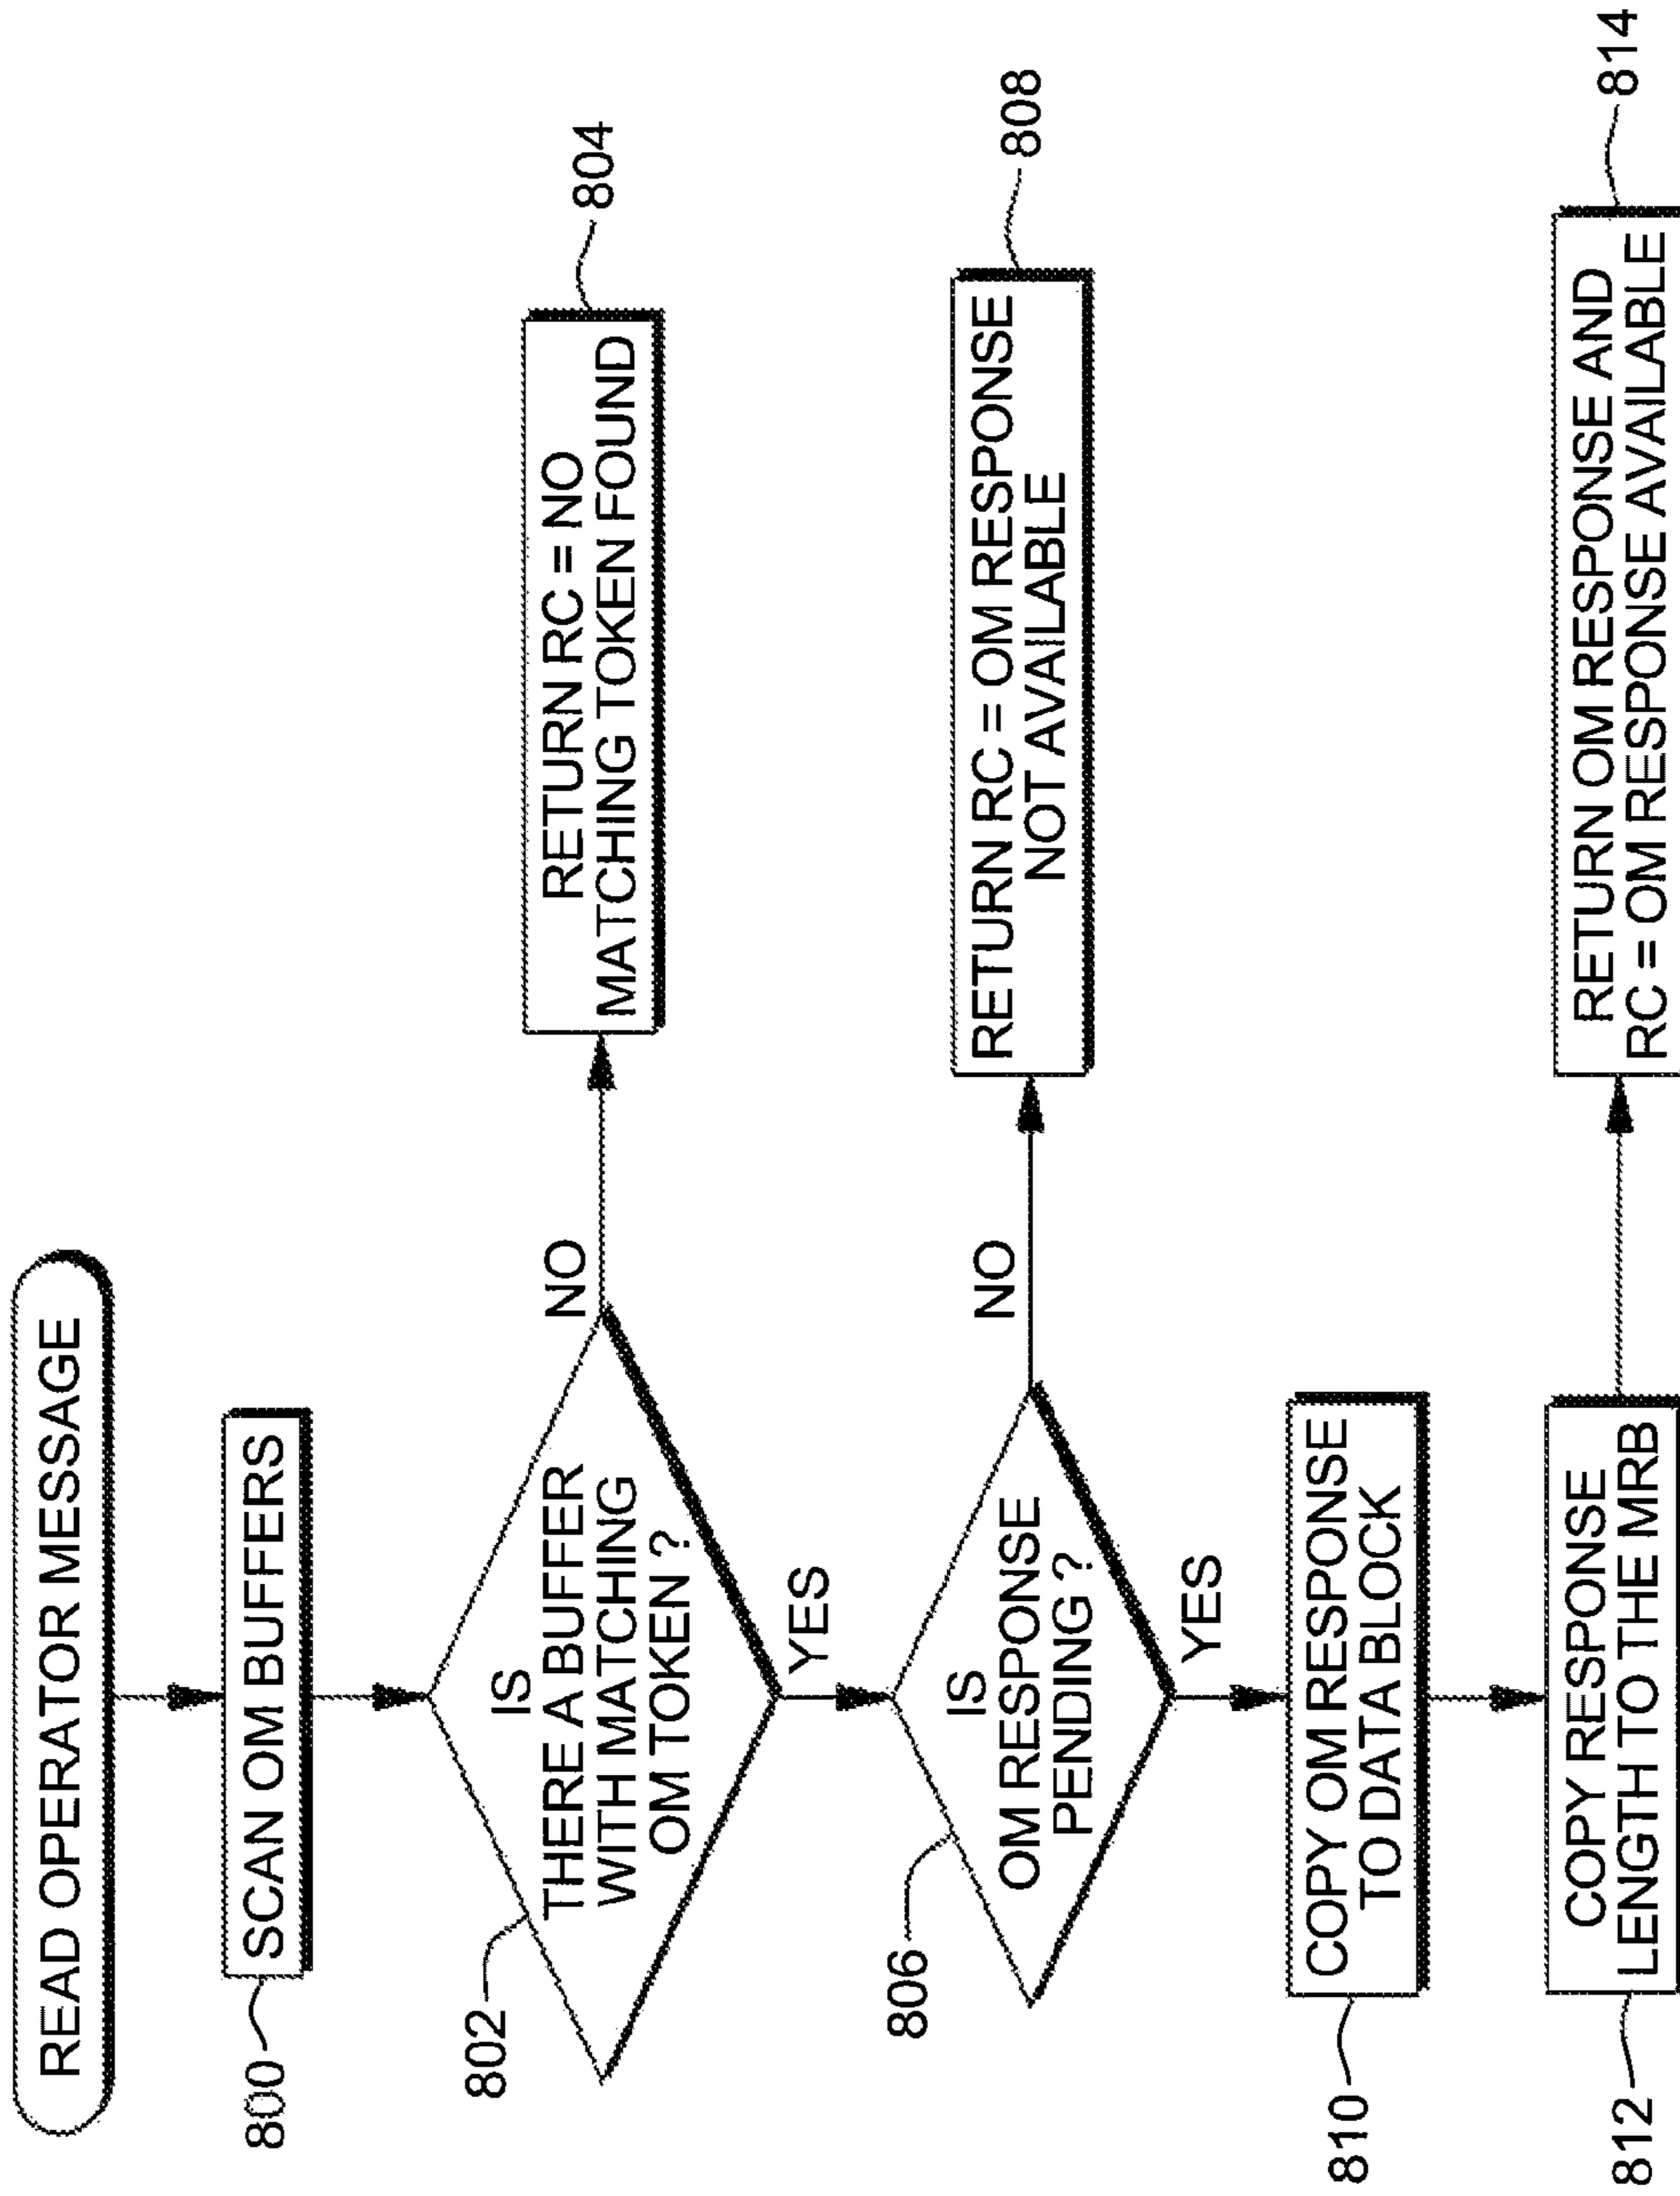 READ OPERATOR MESSAGE
800
SCAN OM BUFFERS
802
IS
THERE A BUFFER
WITH MATCHING
OM TOKEN ?
NO
RETURN RC = NO
MATCHING TOKEN FOUND
804
YES
806
IS
OM RESPONSE
PENDING ?
NO
RETURN RC = OM RESPONSE
NOT AVAILABLE
808
YES
810
COPY OM RESPONSE
TO DATA BLOCK
812
COPY RESPONSE
LENGTH TO THE MRB
RETURN OM RESPONSE AND
RC = OM RESPONSE AVAILABLE
814